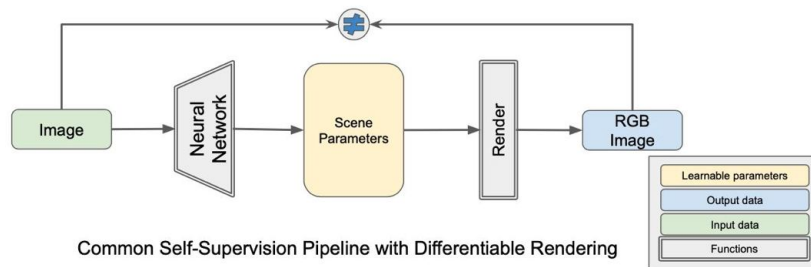 Image
Neural
Network
Scene
Parameters
Render
RGB
Image
Learnable parameters
Output data
Input data
Functions
Common Self-Supervision Pipeline with Differentiable Rendering